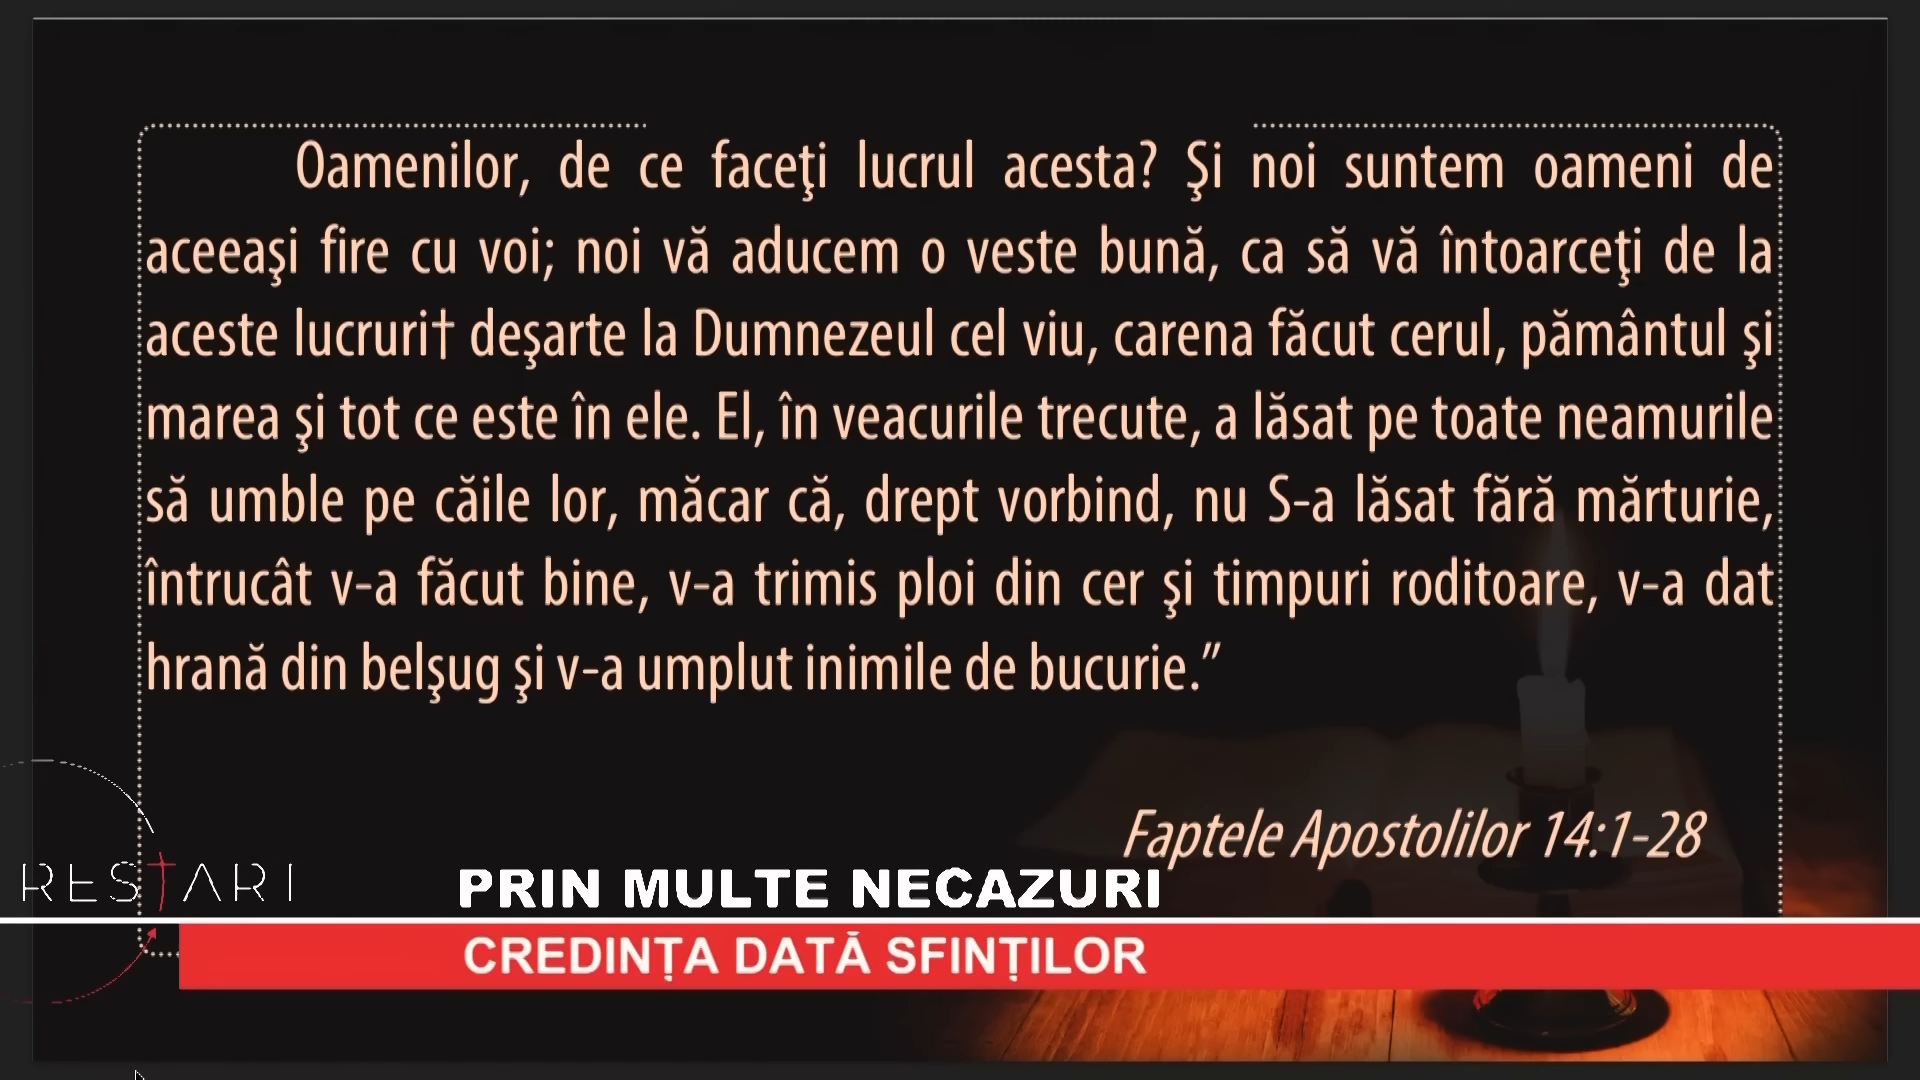 Oamenilor, de ce faceţi lucrul acesta? Şi noi suntem oameni de
aceeaşi fire cu voi; noi vă aducem o veste bună, ca să vă întoarceţi de la
aceste lucruri† deşarte la Dumnezeul cel viu, carena făcut cerul, pământul şi
marea şi tot ce este în ele. El, în veacurile trecute, a lăsat pe toate neamurile
să umble pe căile lor, măcar că, drept vorbind, nu S-a lăsat fără mărturie,
întrucât v-a făcut bine, v-a trimis ploi din cer şi timpuri roditoare, v-a dat
hrană din belşug şi v-a umplut inimile de bucurie.”
Faptele Apostolilor 14:1-28
RESTART
PRIN MULTE NECAZURI
CREDINȚA DATĂ SFINȚILOR